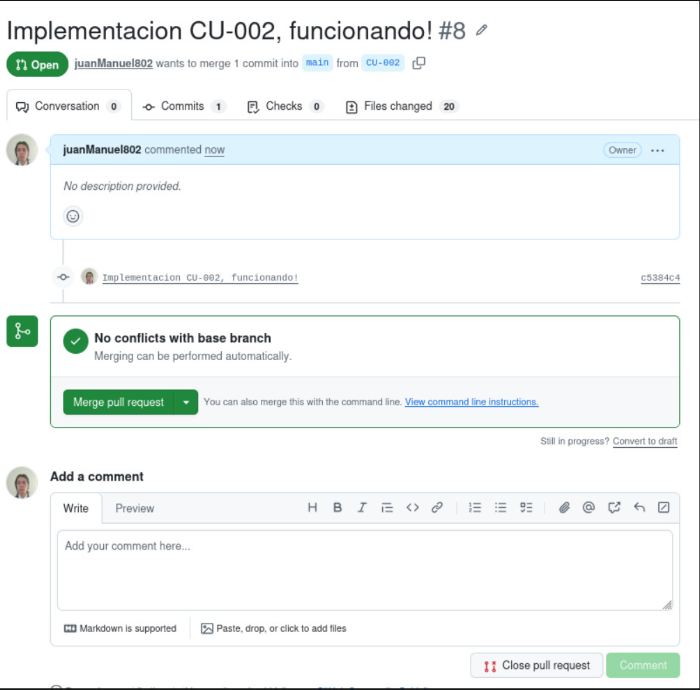 Implementacion CU-002, funcionando! #8
Open juanManuel802 wants to merge 1 commit into main from CU-002
Conversation 0 Commits 1 Checks 0 Files changed 20
juanManuel802 commented now Owner
No description provided.
Implementacion CU-002, funcionando! c5384c4
No conflicts with base branch
Merging can be performed automatically.
Merge pull request You can also merge this with the command line. View command line instructions.
Still in progress? Convert to draft
Add a comment
Write Preview
Add your comment here...
Markdown is supported Paste, drop, or click to add files
Close pull request Comment